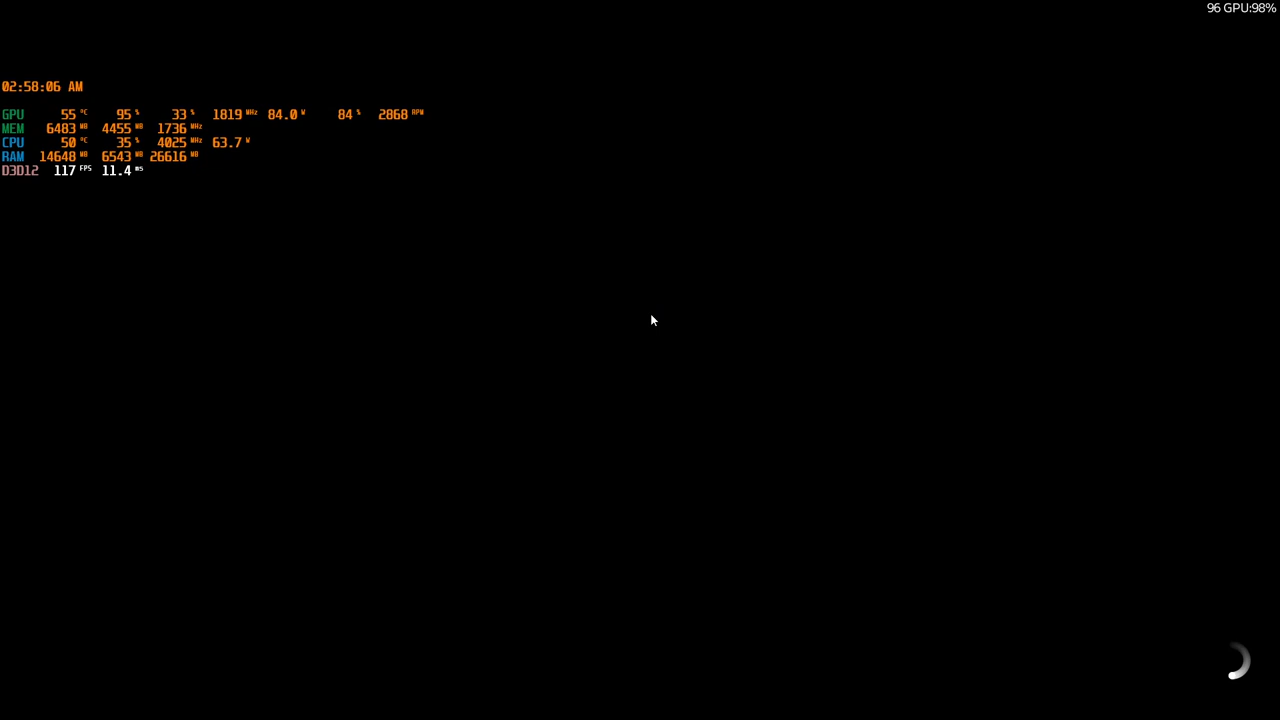 96 GPU:98%
02:58:06 AM
GPU 55 °C 95 % 33 % 1819 MHz 84.0 W 84 % 2868 RPM
MEM 6483 MB 4455 MB 1736 MHz
CPU 50 °C 35 % 4025 MHz 63.7 W
RAM 14648 MB 6543 MB 26616 MB
D3D12 117 FPS 11.4 ms